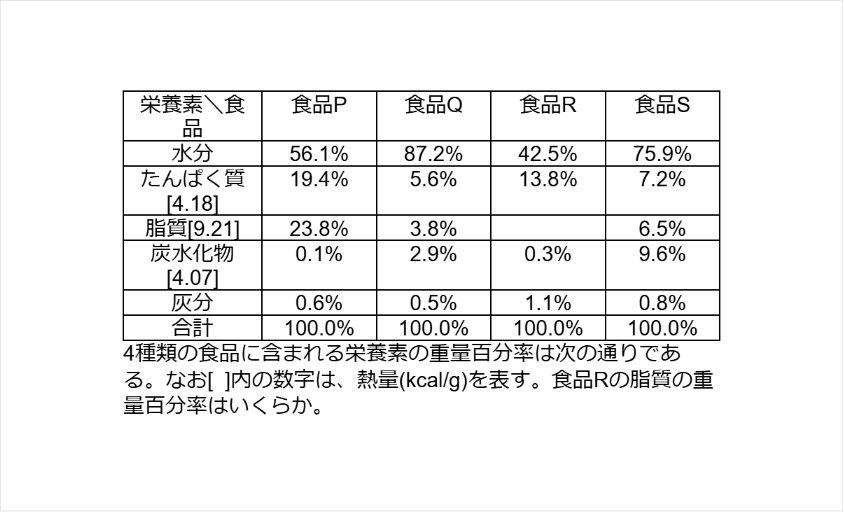 栄養素＼食品 食品P 食品Q 食品R 食品S
水分 56.1% 87.2% 42.5% 75.9%
たんぱく質[4.18] 19.4% 5.6% 13.8% 7.2%
脂質[9.21] 23.8% 3.8% 6.5%
炭水化物[4.07] 0.1% 2.9% 0.3% 9.6%
灰分 0.6% 0.5% 1.1% 0.8%
合計 100.0% 100.0% 100.0% 100.0%
4種類の食品に含まれる栄養素の重量百分率は次の通りであ
る。なお[ ]内の数字は、熱量(kcal/g)を表す。食品Rの脂質の重
量百分率はいくらか。